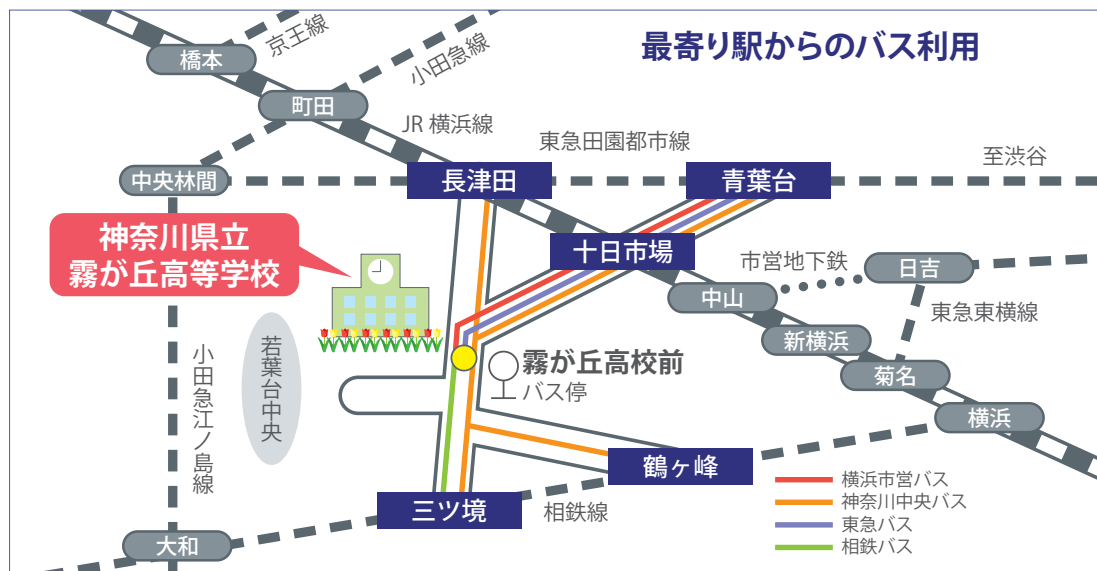 最寄り駅からのバス利用
京王線
小田急線
橋本
町田
JR 横浜線
東急田園都市線
至渋谷
中央林間
長津田
青葉台
神奈川県立
霧が丘高等学校
十日市場
市営地下鉄
日吉
中山
東急東横線
新横浜
菊名
横浜
小田急江ノ島線
若葉台中央
霧が丘高校前
バス停
鶴ヶ峰
三ツ境
相鉄線
大和
横浜市営バス
神奈川中央バス
東急バス
相鉄バス